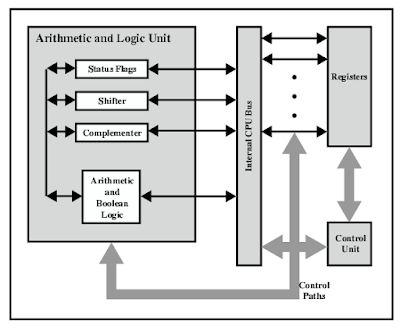 Arithmetic and Logic Unit
Status Flags
Shifter
Complementer
Arithmetic
and
Boolean
Logic
Internal CPU Bus
Registers
Control
Unit
Control
Paths